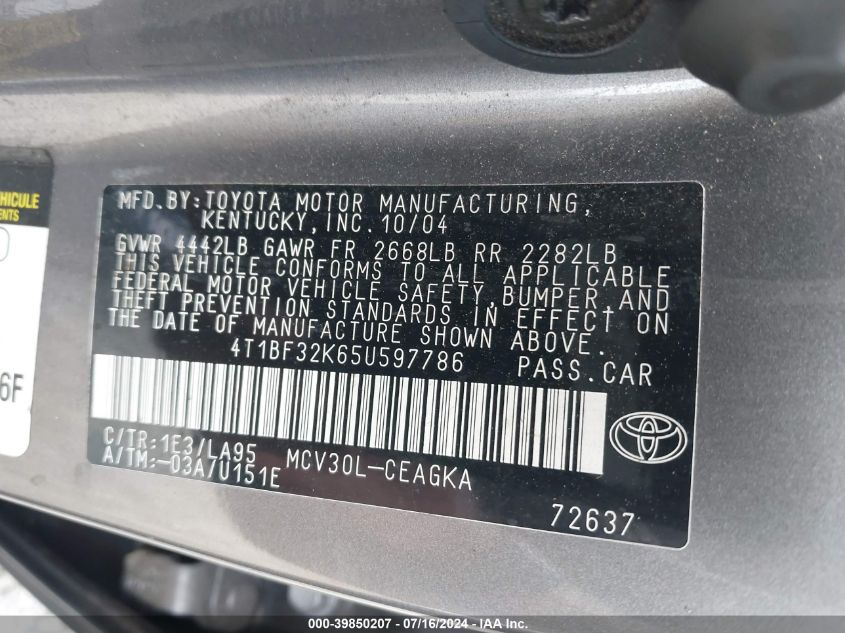 HICULE
ENTS
6F
MFD.BY:TOYOTA MOTOR MANUFACTURING,
KENTUCKY,INC.10/04
GVWR 4442LB GAWR FR 2668LB RR 2282LB
THIS VEHICLE CONFORMS TO ALL APPLICABLE
FEDERAL MOTOR VEHICLE SAFETY,BUMPER AND
THEFT PREVENTION STANDARDS IN EFFECT ON
THE DATE OF MANUFACTURE SHOWN ABOVE.
4T1BF32K65U597786 PASS.CAR
C/TR:1E3/LA95 MCV30L-CEAGKA
A/TM:-03A/U151E
72637
000-39850207 / 07/16/2024 / IAA Inc.